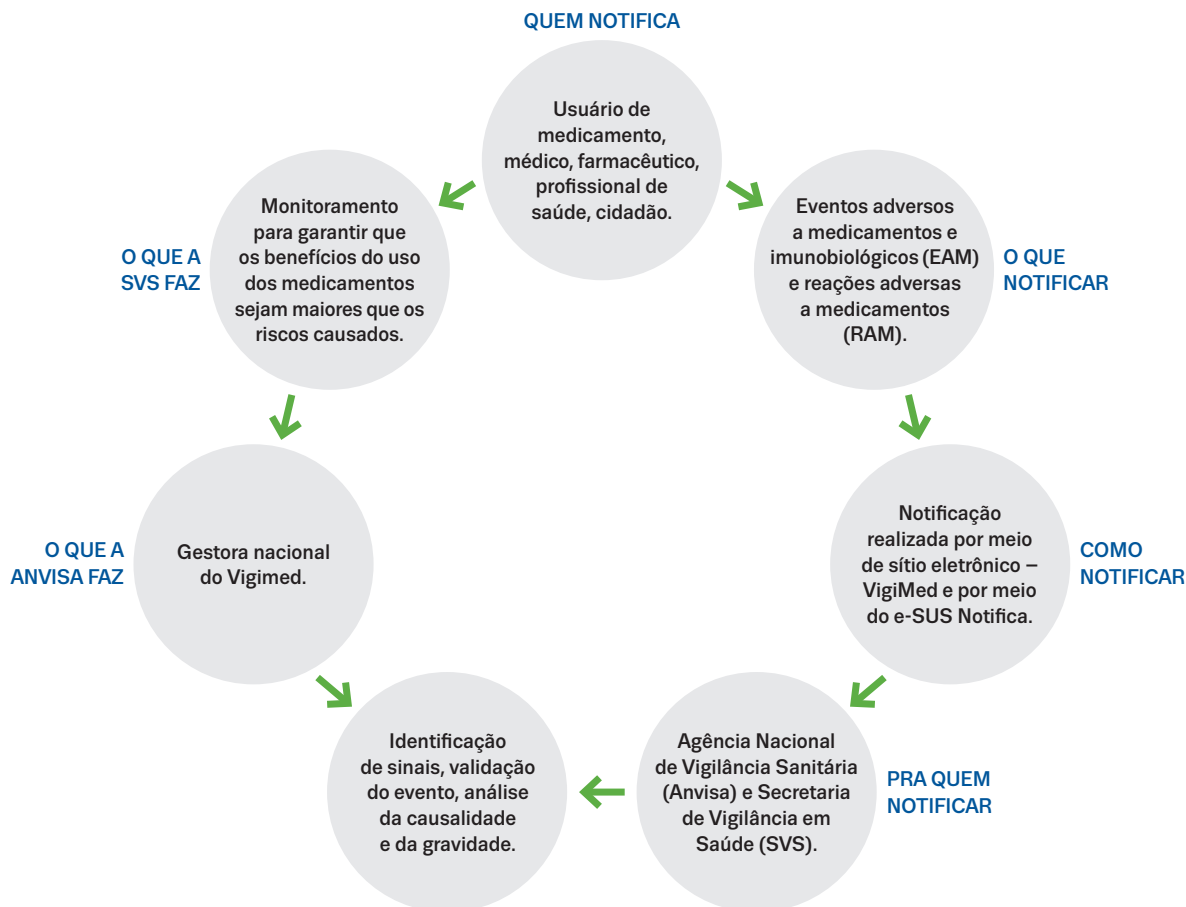 QUEM NOTIFICA
Usuário de
medicamento,
médico, farmacêutico,
profissional de
saúde, cidadão.
Eventos adversos
a medicamentos e
imunobiológicos (EAM)
e reações adversas
a medicamentos
(RAM).
O QUE
NOTIFICAR
Notificação
realizada por meio
de sítio eletrônico –
VigiMed e por meio
do e-SUS Notifica.
COMO
NOTIFICAR
Agência Nacional
de Vigilância Sanitária
(Anvisa) e Secretaria
de Vigilância em
Saúde (SVS).
PRA QUEM
NOTIFICAR
Identificação
de sinais, validação
do evento, análise
da causalidade
e da gravidade.
O QUE A
ANVISA FAZ
Gestora nacional
do Vigimed.
O QUE A
SVS FAZ
Monitoramento
para garantir que
os benefícios do uso
dos medicamentos
sejam maiores que os
riscos causados.